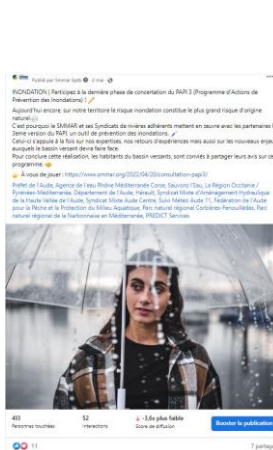 Publié par Smmar Epitb
2 mai
INONDATION | Participez à la dernière phase de concertation du PAPI 3 (Programme d'Actions de
Prévention des Inondations) !
Aujourd'hui encore, sur notre territoire le risque inondation constitue le plus grand risque d'origine
naturel.
C'est pourquoi le SMMAR et ses Syndicats de rivières adhérents mettent en œuvre avec les partenaires la
3eme version du PAPI, un outil de prévention des inondations.
Celui-ci s'appuie à la fois sur nos expertises, nos retours d'expériences mais aussi sur les nouveaux enjeux
auxquels le bassin versant devra faire face.
Pour conclure cette réalisation, les habitants du bassin versants, sont conviés à partager leurs avis sur ce
programme.
À vous de jouer : https://www.smmar.org/2022/04/20/consultation-papi3/
Préfet de l'Aude, Agence de l'eau Rhône Méditerranée Corse, Sauvons l'Eau, La Région Occitanie /
Pyrénées-Méditerranée, Département de l'Aude, Hérault, Syndicat Mixte d'Aménagement Hydraulique
de la Haute Vallée de l'Aude, Syndicat Mixte Aude Centre, Suivi Météo Aude 11, Fédération de l'Aude
pour la Pêche et la Protection du Milieu Aquatique, Parc naturel régional Corbières-Fenouillèdes, Parc
naturel régional de la Narbonnaise en Méditerranée, PREDICT Services
52
-3,6x plus faible
Personnes touchées
Interactions
Score de diffusion
Booster la publication
11
7 partages